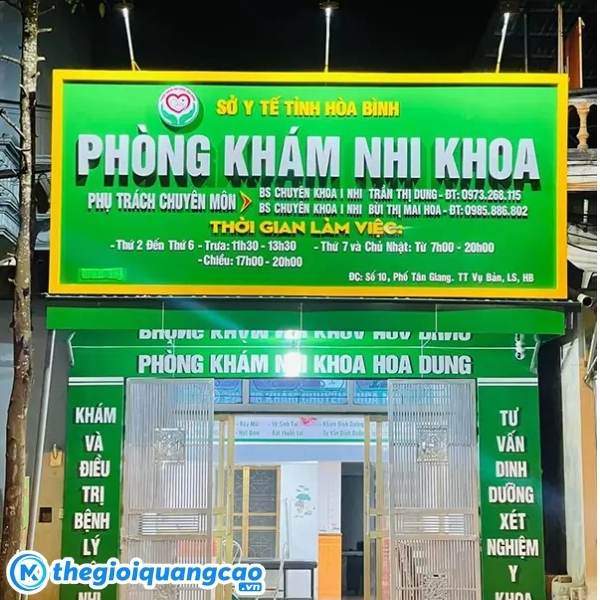 SỞ Y TẾ TỈNH HÒA BÌNH
PHÒNG KHÁM NHI KHOA
PHỤ TRÁCH CHUYÊN MÔN
BS CHUYÊN KHOA I NHI TRẦN THỊ DUNG - ĐT: 0973.268.115
BS CHUYÊN KHOA I NHI BÙI THỊ MAI HOA - ĐT: 0985.886.802
THỜI GIAN LÀM VIỆC:
- Thứ 2 Đến Thứ 6 - Trưa: 11h30 - 13h30 - Thứ 7 và Chủ Nhật: Từ 7h00 - 20h00
- Chiều: 17h00 - 20h00
ĐC: Số 10, Phố Tân Giang. TT Vụ Bản, LS, HB
PHÒNG KHÁM NHI KHOA HOA DUNG
KHÁM
VÀ
ĐIỀU
TRỊ
BỆNH
LÝ
NHI
TƯ
VẤN
DINH
DƯỠNG
XÉT
NGHIỆM
Y
KHOA
thegioiquangcao.vn